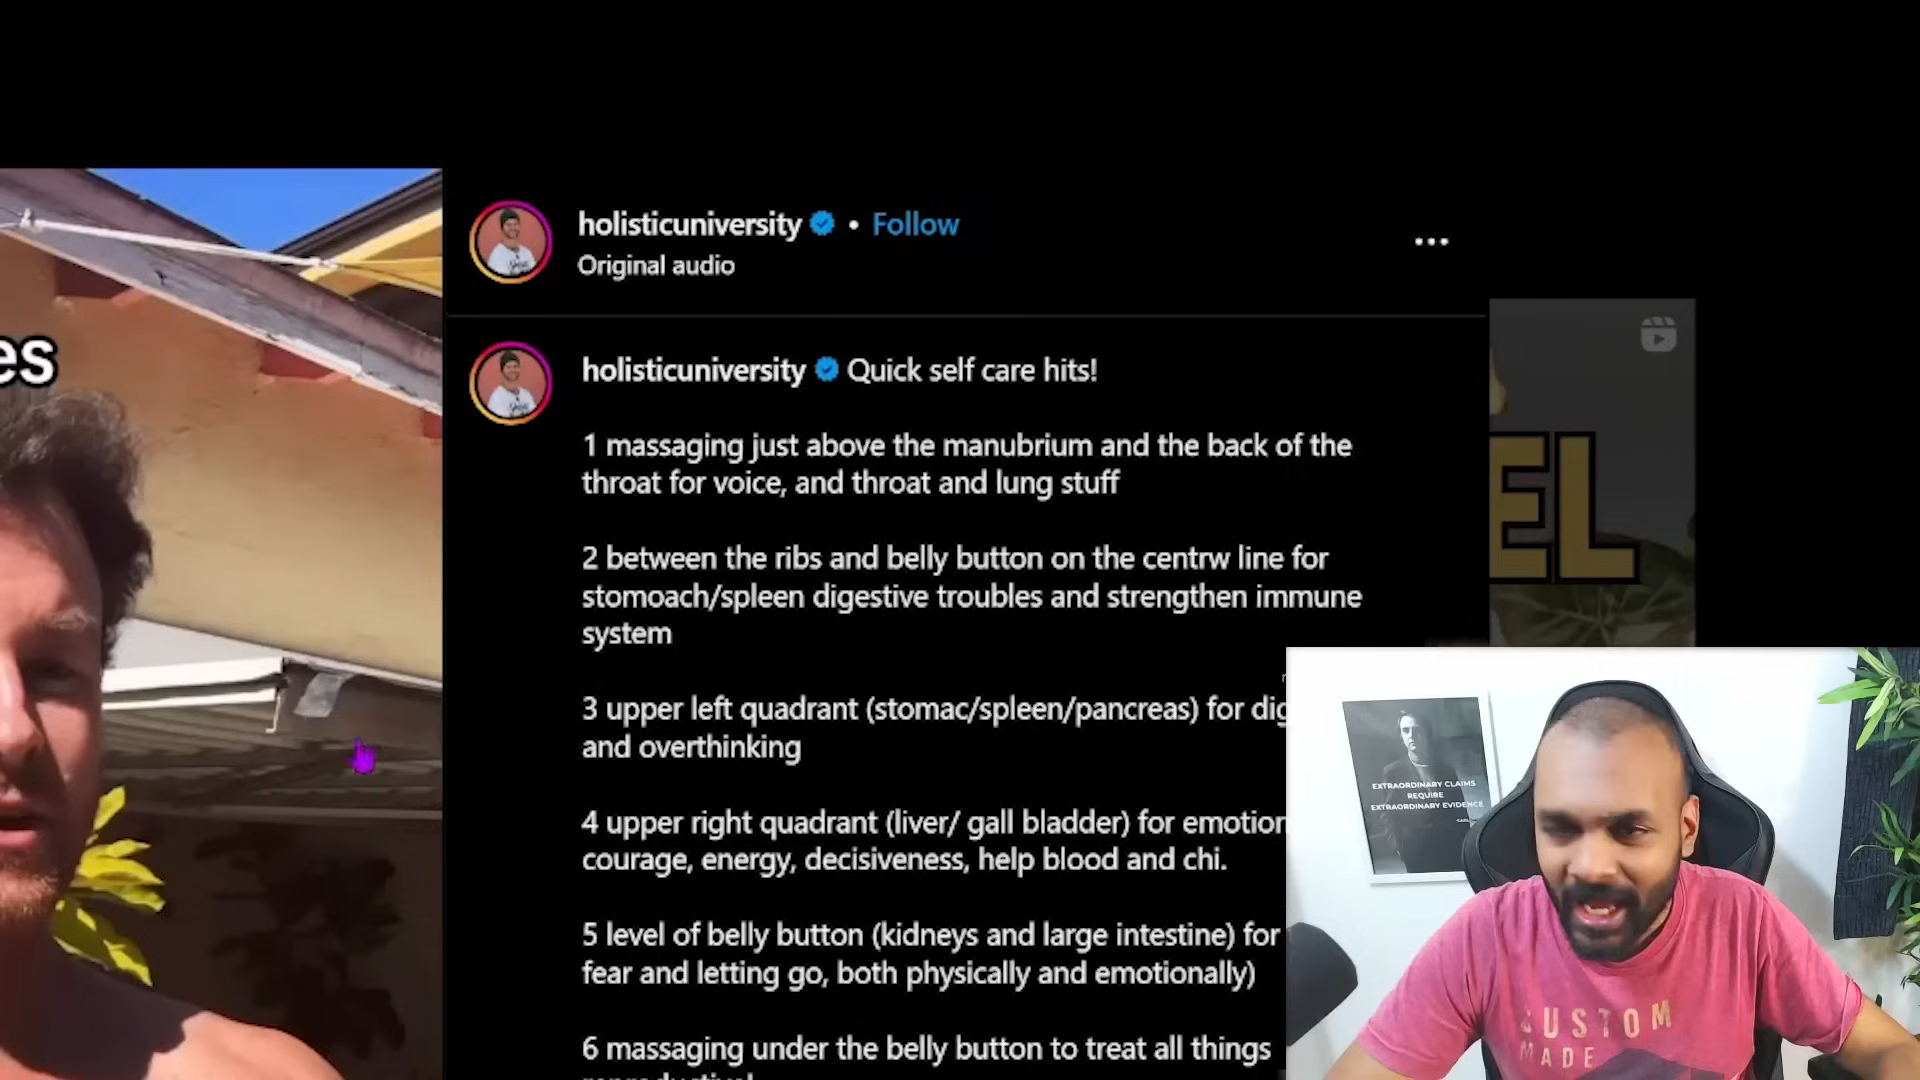 es
holisticuniversity • Follow
Original audio
holisticuniversity Quick self care hits!
1 massaging just above the manubrium and the back of the
throat for voice, and throat and lung stuff
2 between the ribs and belly button on the centrw line for
stomoach/spleen digestive troubles and strengthen immune
system
3 upper left quadrant (stomac/spleen/pancreas) for dig
and overthinking
4 upper right quadrant (liver/ gall bladder) for emotion
courage, energy, decisiveness, help blood and chi.
5 level of belly button (kidneys and large intestine) for
fear and letting go, both physically and emotionally)
6 massaging under the belly button to treat all things
EL
EXTRAORDINARY CLAIMS
REQUIRE
EXTRAORDINARY EVIDENCE
CUSTOM
MADE